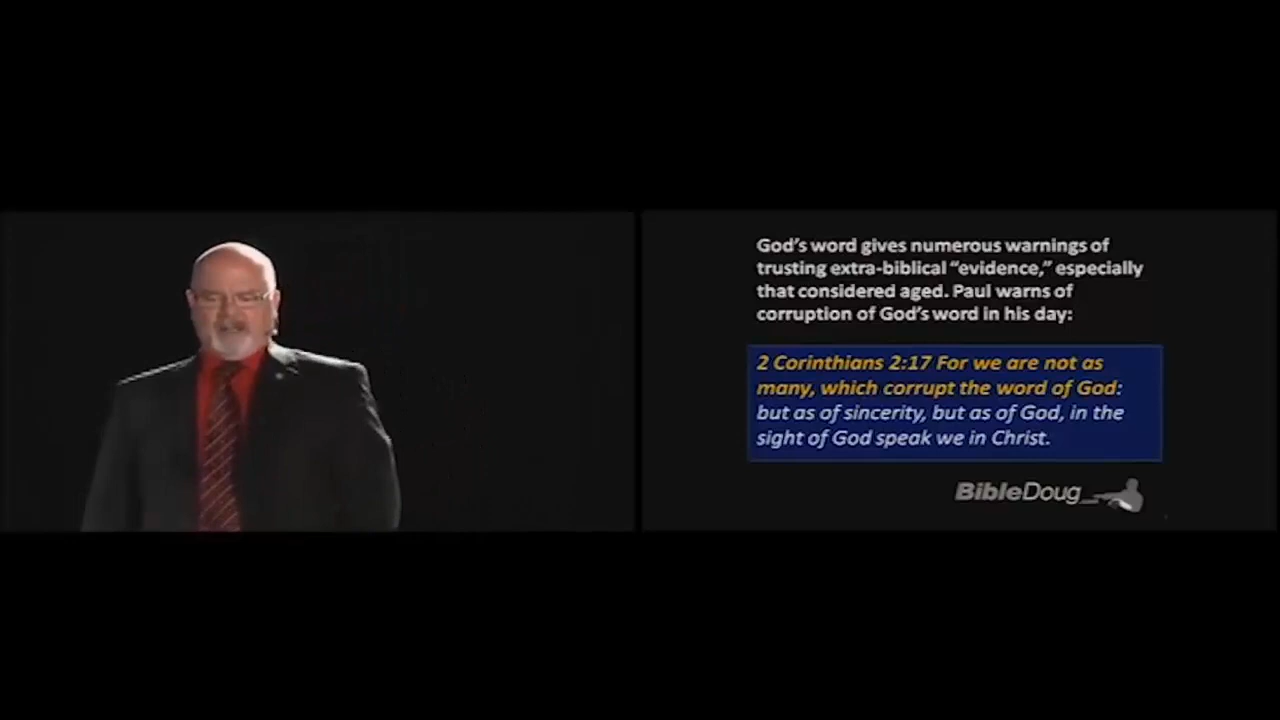 God's word gives numerous warnings of
trusting extra-biblical “evidence,” especially
that considered aged. Paul warns of
corruption of God's word in his day:
2 Corinthians 2:17 For we are not as
many, which corrupt the word of God:
but as of sincerity, but as of God, in the
sight of God speak we in Christ.
BibleDoug